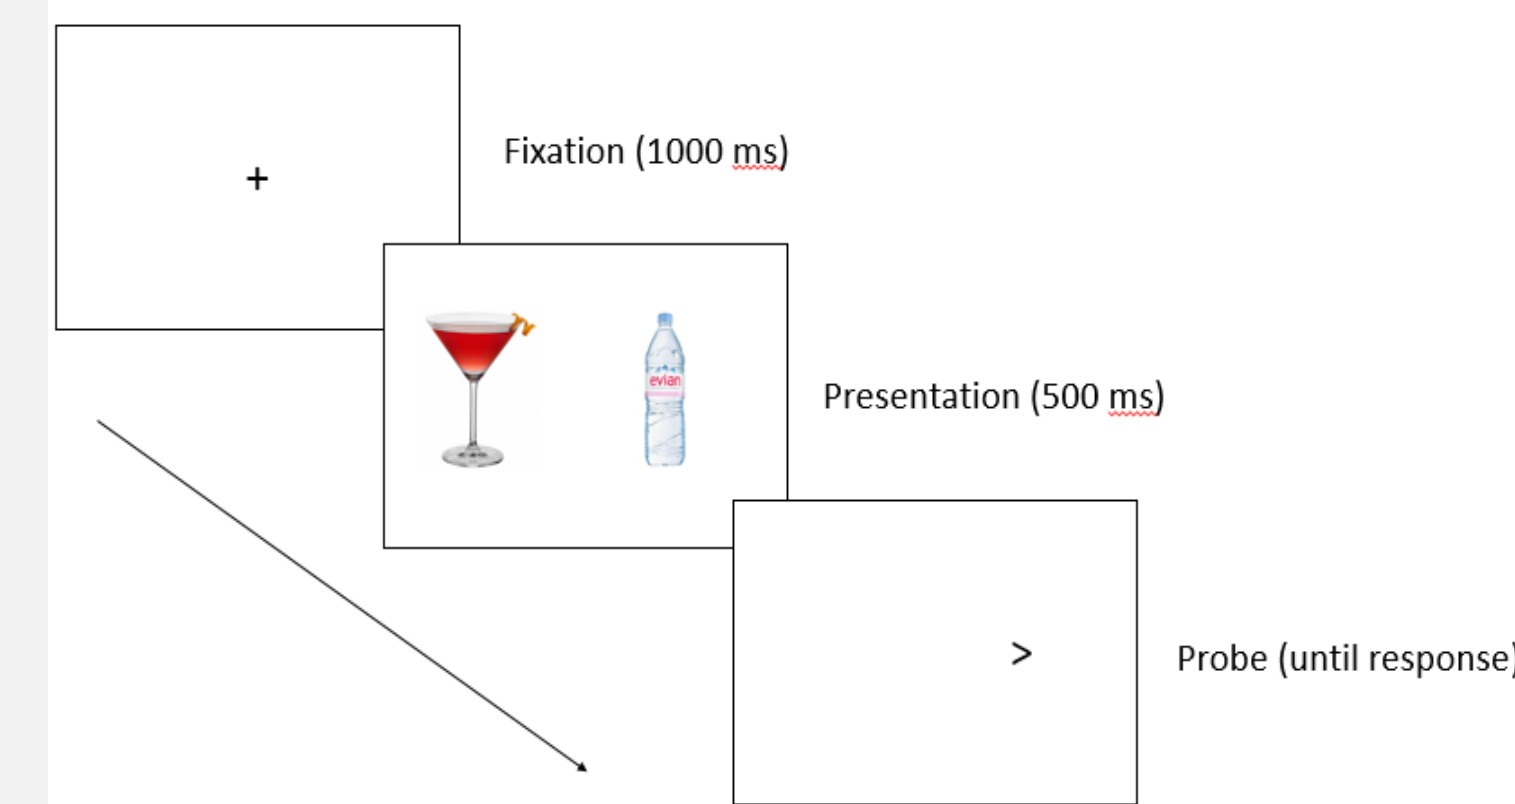 +
Fixation (1000 ms)
evian
Presentation (500 ms)
>
Probe (until response)